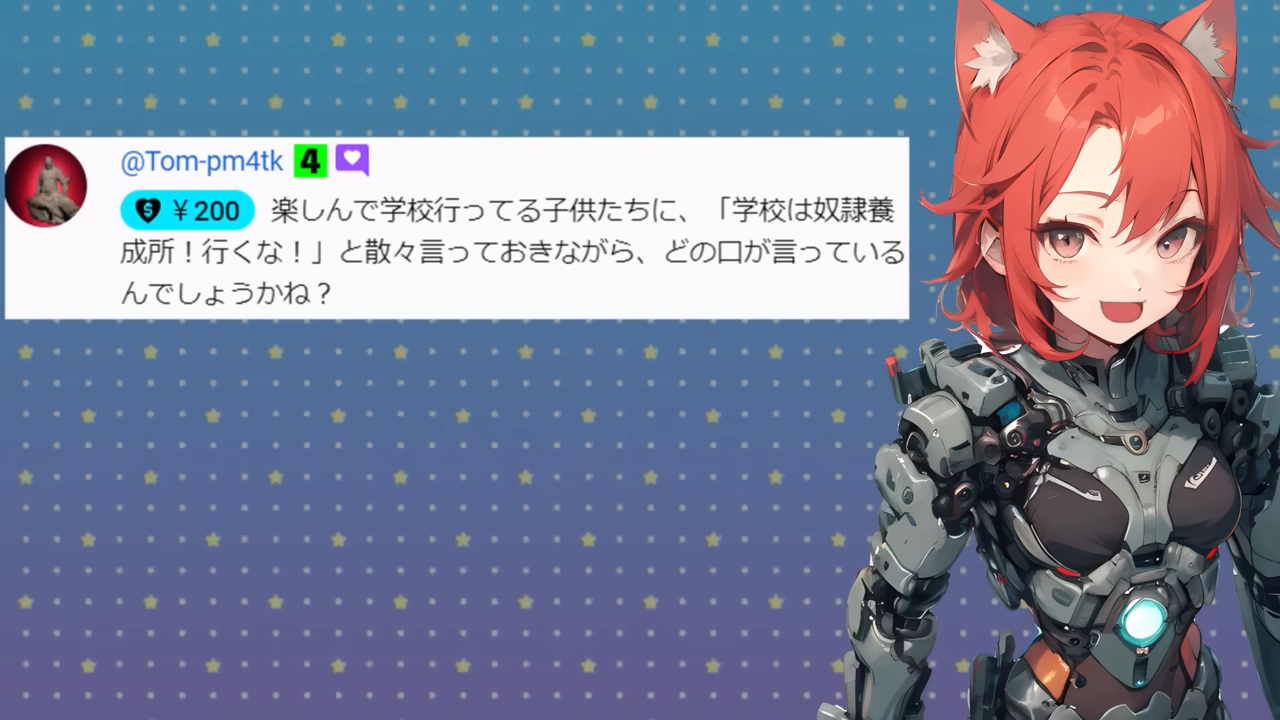 @Tom-pm4tk 4
¥200 楽しんで学校行ってる子供たちに、「学校は奴隷養
成所！行くな！」と散々言っておきながら、どの口が言っている
んでしょうかね？